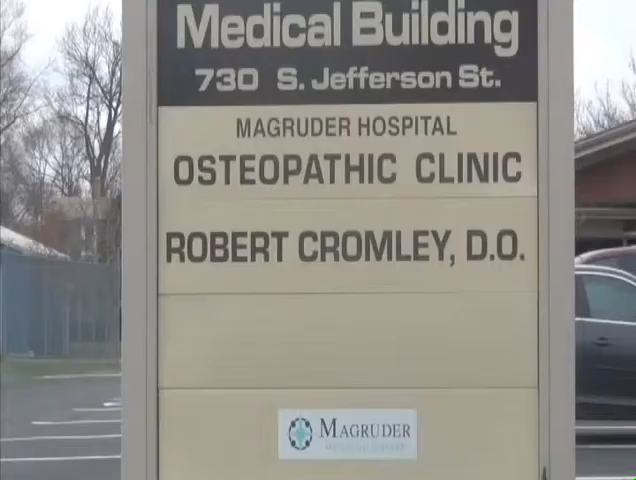 Medical Building
730 S. Jefferson St.
MAGRUDER HOSPITAL
OSTEOPATHIC CLINIC
ROBERT CROMLEY, D.O.
MAGRUDER